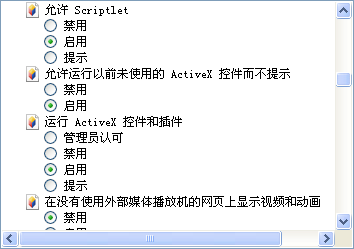 允许 Scriptlet
禁用
启用
提示
允许运行以前未使用的 ActiveX 控件而不提示
禁用
启用
运行 ActiveX 控件和插件
管理员认可
禁用
启用
提示
在没有使用外部媒体播放机的网页上显示视频和动画
禁用